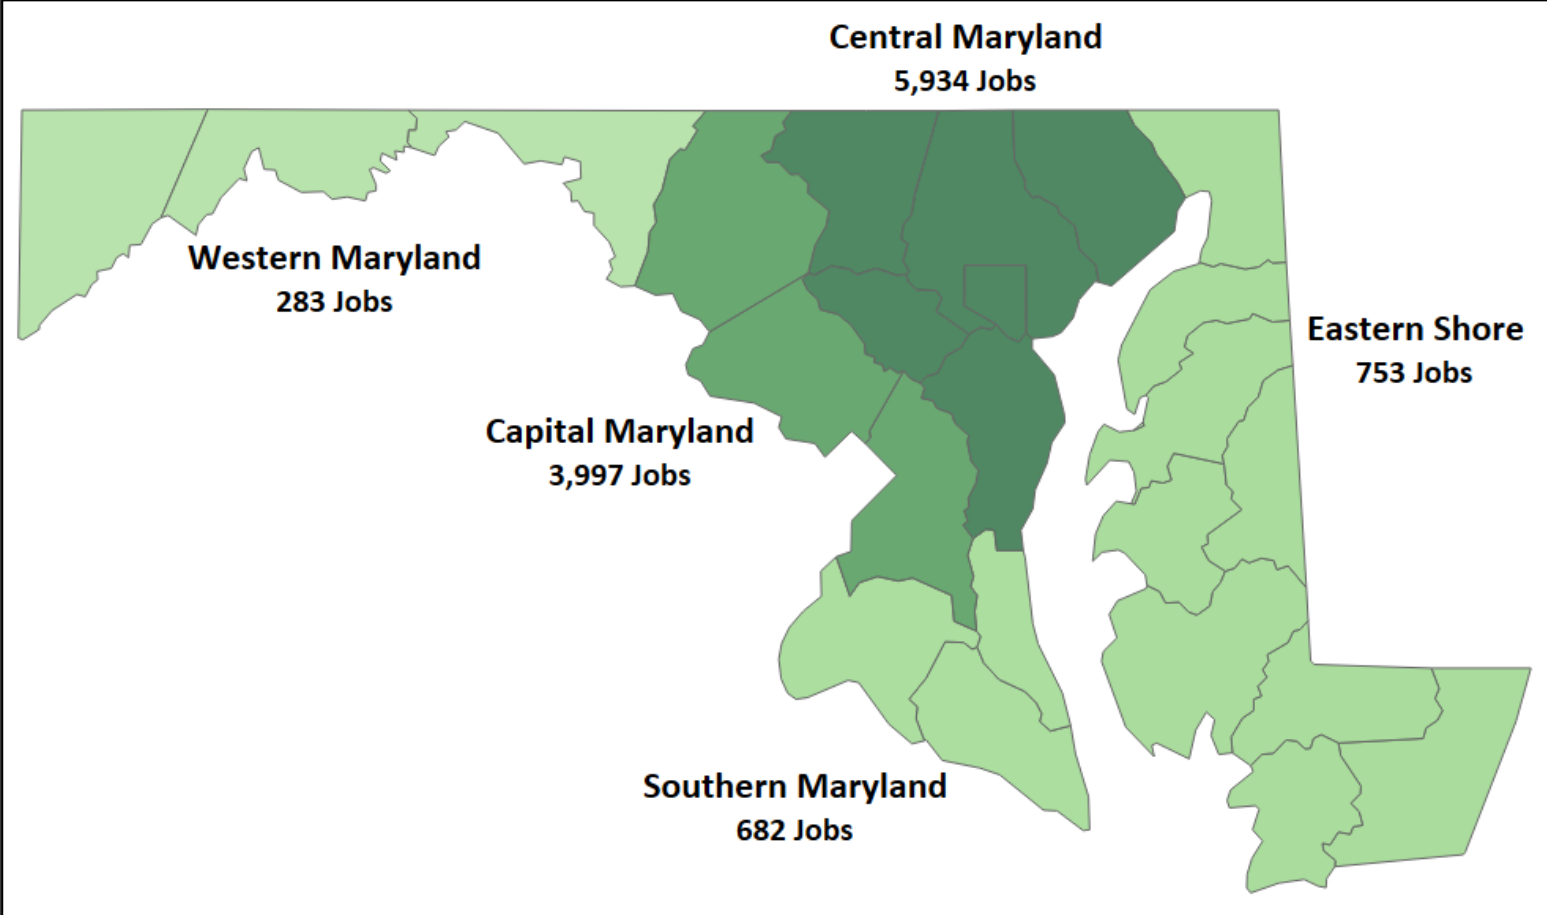 Central Maryland
5,934 Jobs
Western Maryland
283 Jobs
Eastern Shore
753 Jobs
Capital Maryland
3,997 Jobs
Southern Maryland
682 Jobs